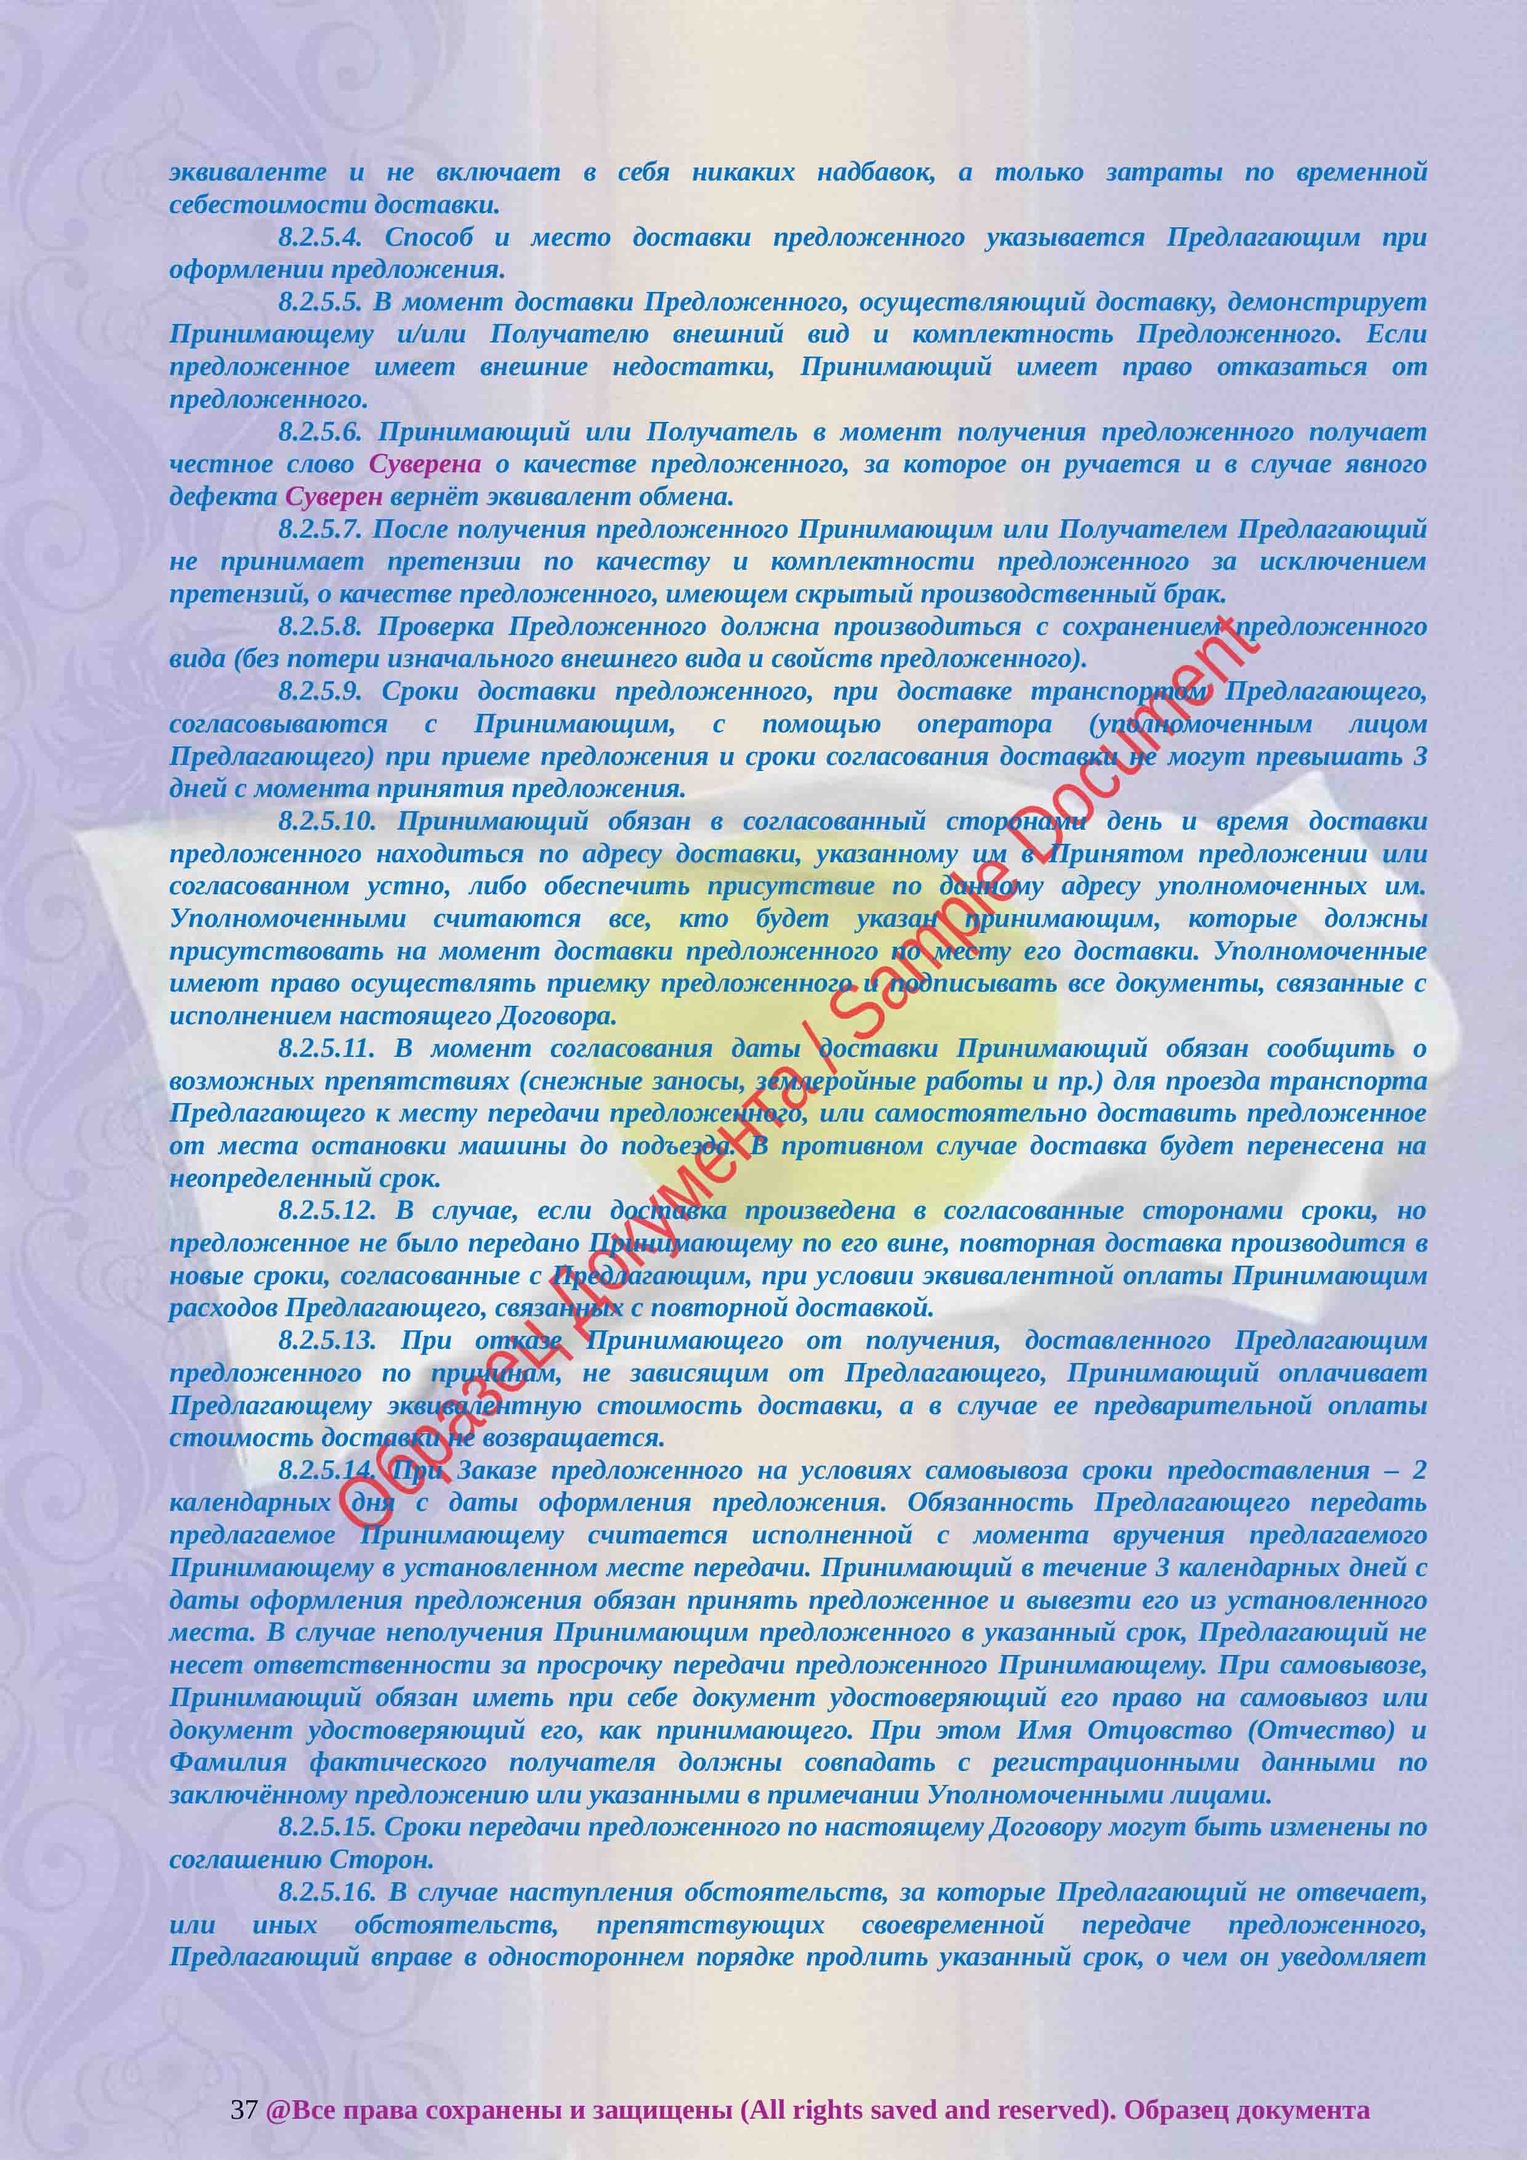 эквиваленте и не включает в себя никаких надбавок, а только затраты по временной
себестоимости доставки.
8.2.5.4. Способ и место доставки предложенного указывается Предлагающим при
оформлении предложения.
8.2.5.5. В момент доставки Предложенного, осуществляющий доставку, демонстрирует
Принимающему и/или Получателю внешний вид и комплектность Предложенного. Если
предложенное имеет внешние недостатки, Принимающий имеет право отказаться от
предложенного.
8.2.5.6. Принимающий или Получатель в момент получения предложенного получает
честное слово Суверена о качестве предложенного, за которое он ручается и в случае явного
дефекта Суверен вернёт эквивалент обмена.
8.2.5.7. После получения предложенного Принимающим или Получателем Предлагающий
не принимает претензии по качеству и комплектности предложенного за исключением
претензий, о качестве предложенного, имеющем скрытый производственный брак.
8.2.5.8. Проверка Предложенного должна производиться с сохранением предложенного
вида (без потери изначального внешнего вида и свойств предложенного).
8.2.5.9. Сроки доставки предложенного, при доставке транспортом Предлагающего,
согласовываются с Принимающим, с помощью оператора (уполномоченным лицом
Предлагающего) при приеме предложения и сроки согласования доставки не могут превышать 3
дней с момента принятия предложения.
8.2.5.10. Принимающий обязан в согласованный сторонами день и время доставки
предложенного находиться по адресу доставки, указанному им в Принятом предложении или
согласованном устно, либо обеспечить присутствие по данному адресу уполномоченных им.
Уполномоченными считаются все, кто будет указан принимающим, которые должны
присутствовать на момент доставки предложенного по месту его доставки. Уполномоченные
имеют право осуществлять приемку предложенного и подписывать все документы, связанные с
исполнением настоящего Договора.
8.2.5.11. В момент согласования даты доставки Принимающий обязан сообщить о
возможных препятствиях (снежные заносы, землеройные работы и пр.) для проезда транспорта
Предлагающего к месту передачи предложенного, или самостоятельно доставить предложенное
от места остановки машины до подъезда. В противном случае доставка будет перенесена на
неопределенный срок.
8.2.5.12. В случае, если доставка произведена в согласованные сторонами сроки, но
предложенное не было передано Принимающему по его вине, повторная доставка производится в
новые сроки, согласованные с Предлагающим, при условии эквивалентной оплаты Принимающим
расходов Предлагающего, связанных с повторной доставкой.
8.2.5.13. При отказе Принимающего от получения, доставленного Предлагающим
предложенного по причинам, не зависящим от Предлагающего, Принимающий оплачивает
Предлагающему эквивалентную стоимость доставки, а в случае ее предварительной оплаты
стоимость доставки не возвращается.
8.2.5.14. При Заказе предложенного на условиях самовывоза сроки предоставления – 2
календарных дня с даты оформления предложения. Обязанность Предлагающего передать
предлагаемое Принимающему считается исполненной с момента вручения предлагаемого
Принимающему в установленном месте передачи. Принимающий в течение 3 календарных дней с
даты оформления предложения обязан принять предложенное и вывезти его из установленного
места. В случае неполучения Принимающим предложенного в указанный срок, Предлагающий не
несет ответственности за просрочку передачи предложенного Принимающему. При самовывозе,
Принимающий обязан иметь при себе документ удостоверяющий его право на самовывоз или
документ удостоверяющий его, как принимающего. При этом Имя Отцовство (Отчество) и
Фамилия фактического получателя должны совпадать с регистрационными данными по
заключённому предложению или указанными в примечании Уполномоченными лицами.
8.2.5.15. Сроки передачи предложенного по настоящему Договору могут быть изменены по
соглашению Сторон.
8.2.5.16. В случае наступления обстоятельств, за которые Предлагающий не отвечает,
или иных обстоятельств, препятствующих своевременной передаче предложенного,
Предлагающий вправе в одностороннем порядке продлить указанный срок, о чем он уведомляет
Образец Документа / Sample Document
37 @Все права сохранены и защищены (All rights saved and reserved). Образец документа